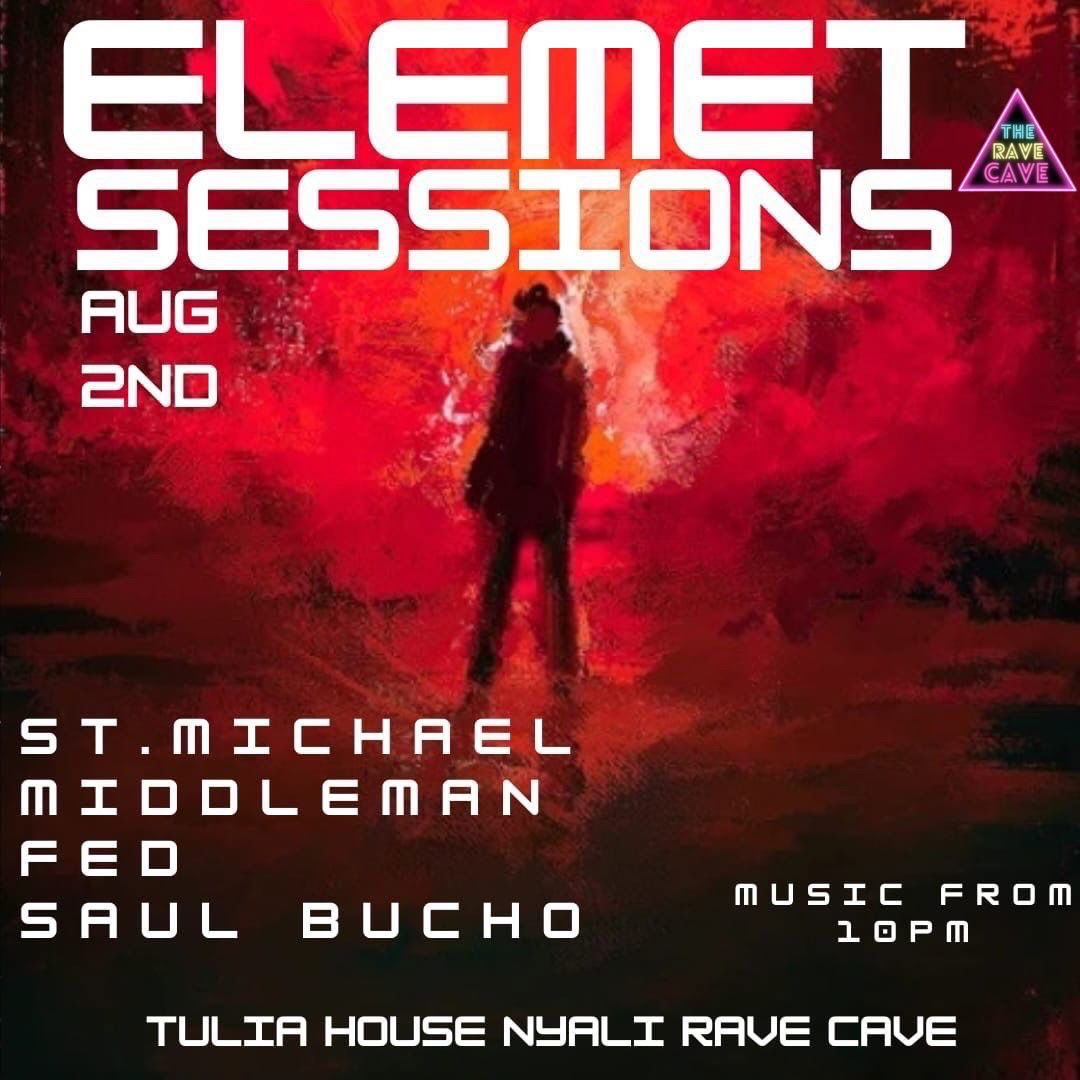 ELEMET
SESSIONS
THE
RAVE
CAVE
AUG
2ND
ST.MICHAEL
MIDDLEMAN
FED
SAUL BUCHO
MUSIC FROM
10PM
TULIA HOUSE NYALI RAVE CAVE